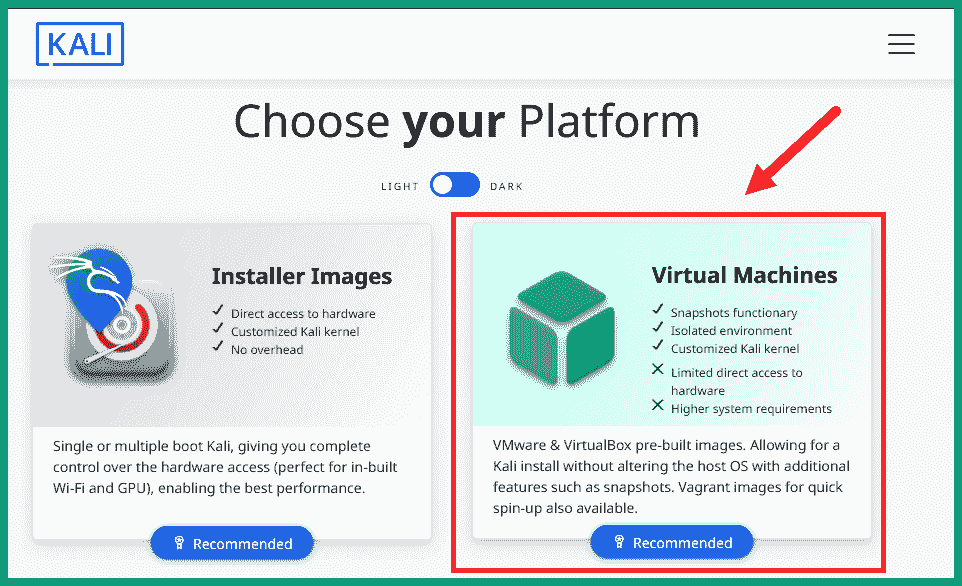 KALI
Choose your Platform
LIGHT DARK
Installer Images
Direct access to hardware
Customized Kali kernel
No overhead
Single or multiple boot Kali, giving you complete
control over the hardware access (perfect for in-built
Wi-Fi and GPU), enabling the best performance.
Recommended
Virtual Machines
Snapshots functionary
Isolated environment
Customized Kali kernel
Limited direct access to
hardware
Higher system requirements
VMware & VirtualBox pre-built images. Allowing for a
Kali install without altering the host OS with additional
features such as snapshots. Vagrant images for quick
spin-up also available.
Recommended